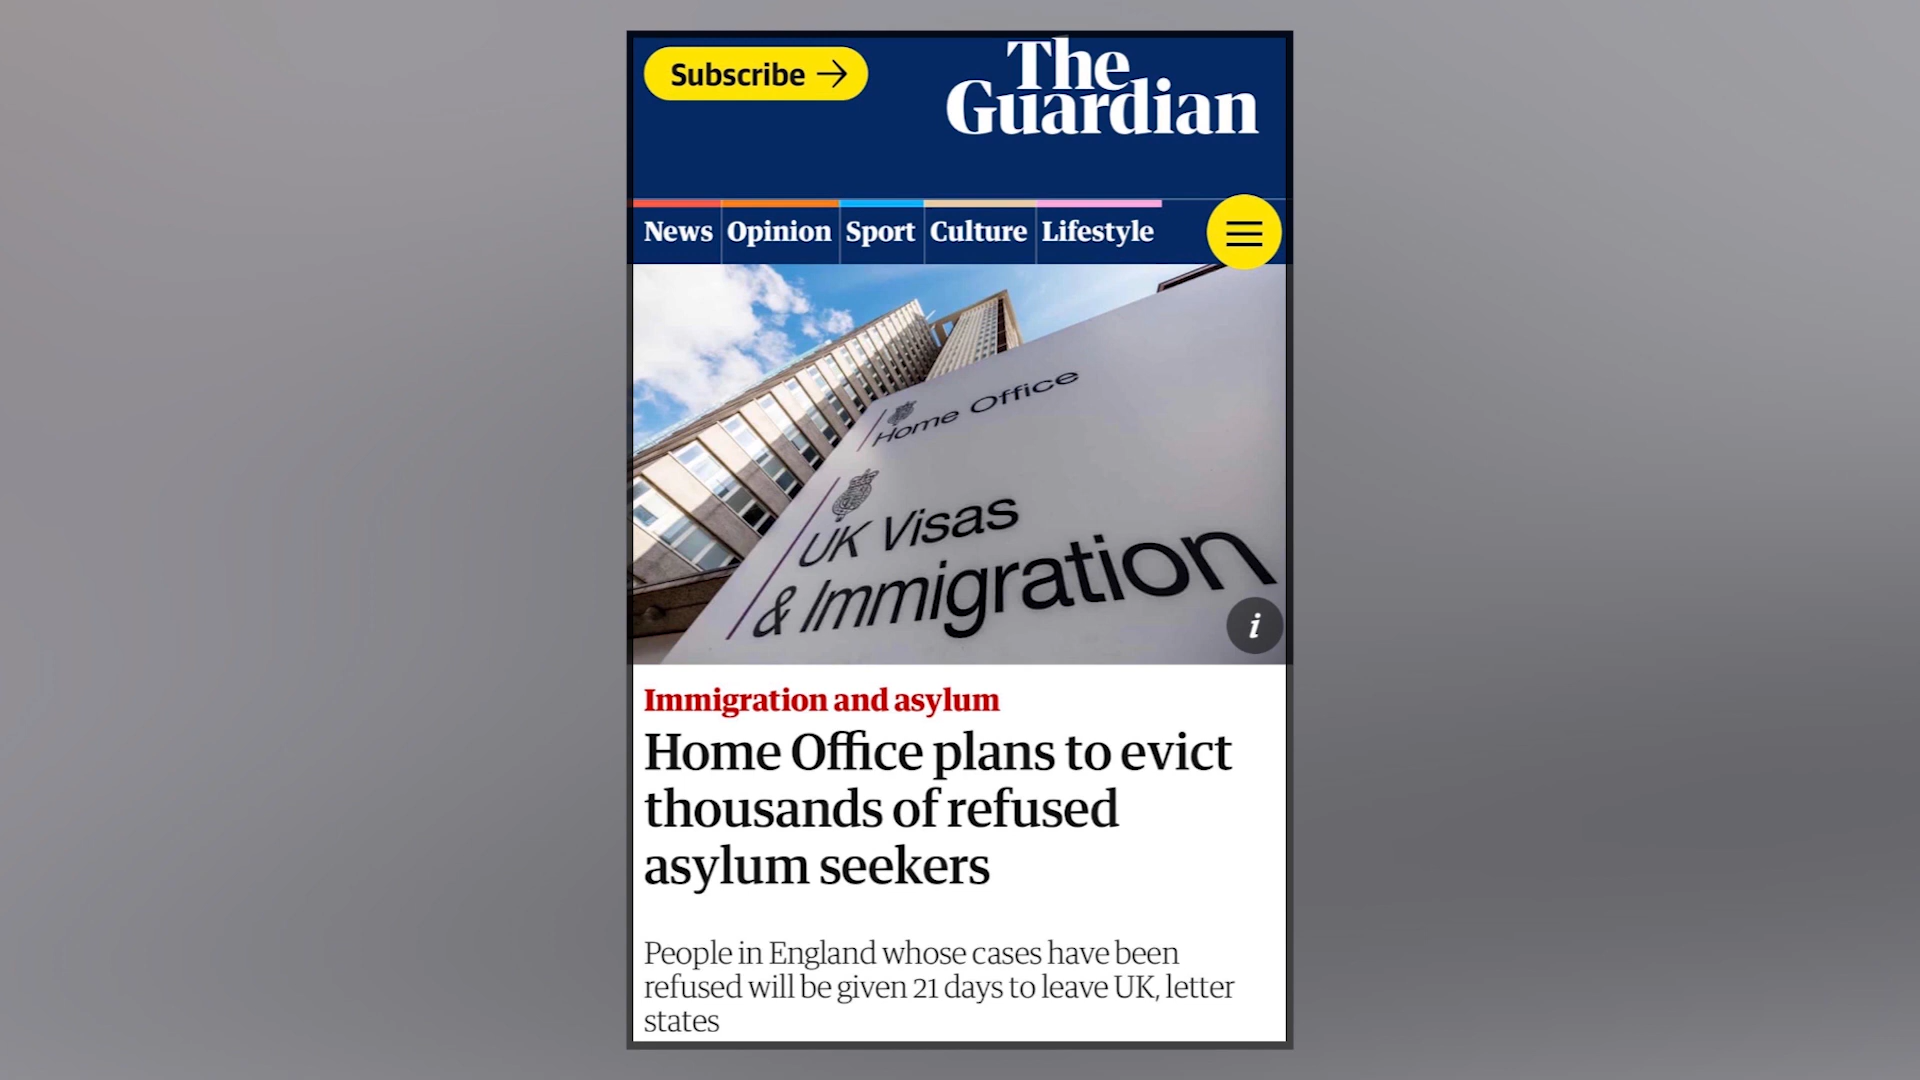 Subscribe →
The
Guardian
News Opinion Sport Culture Lifestyle
Home Office
UK Visas
& Immigration
i
Immigration and asylum
Home Office plans to evict
thousands of refused
asylum seekers
People in England whose cases have been
refused will be given 21 days to leave UK, letter
states